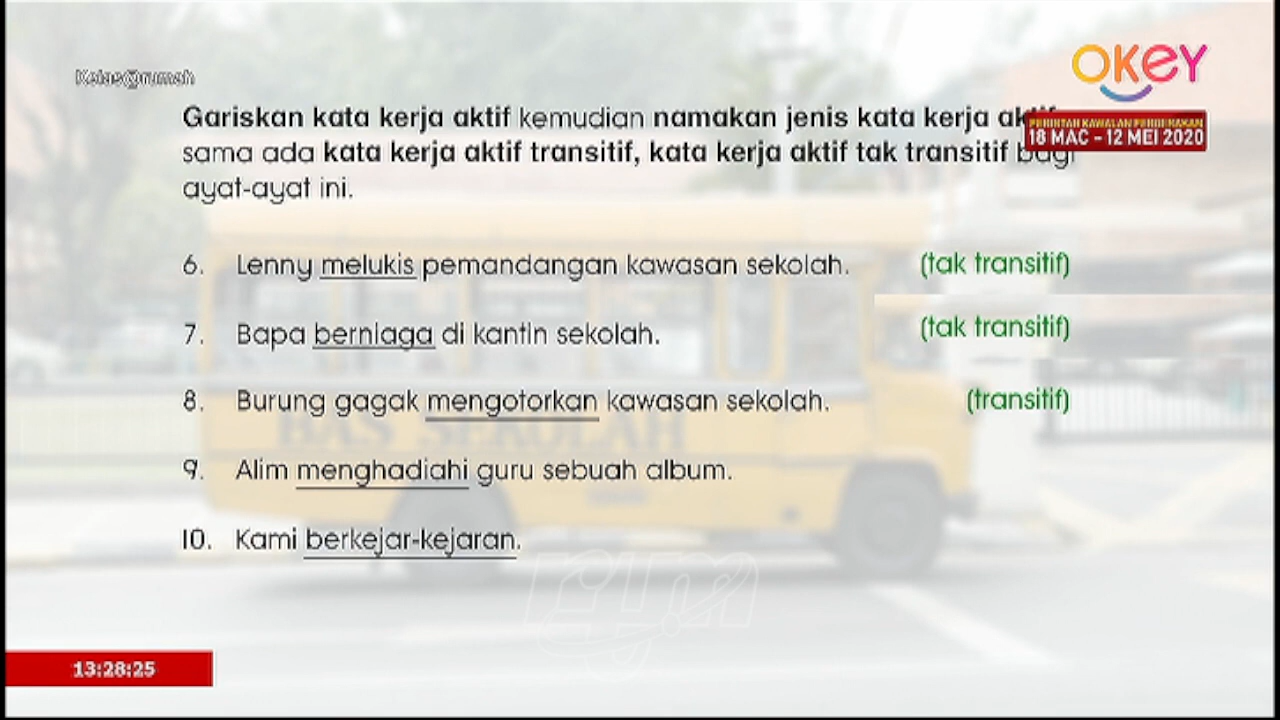 Kelas@rumah
OKEY
Gariskan kata kerja aktif kemudian namakan jenis kata kerja aktif
PERINTAH KAWALAN PERGERAKAN
18 MAC - 12 MEI 2020
sama ada kata kerja aktif transitif, kata kerja aktif tak transitif bagi
ayat-ayat ini.
6. Lenny melukis pemandangan kawasan sekolah. (tak transitif)
7. Bapa berniaga di kantin sekolah. (tak transitif)
8. Burung gagak mengotorkan kawasan sekolah. (transitif)
BAS SEKOLAH
9. Alim menghadiahi guru sebuah album.
10. Kami berkejar-kejaran.
13:28:25